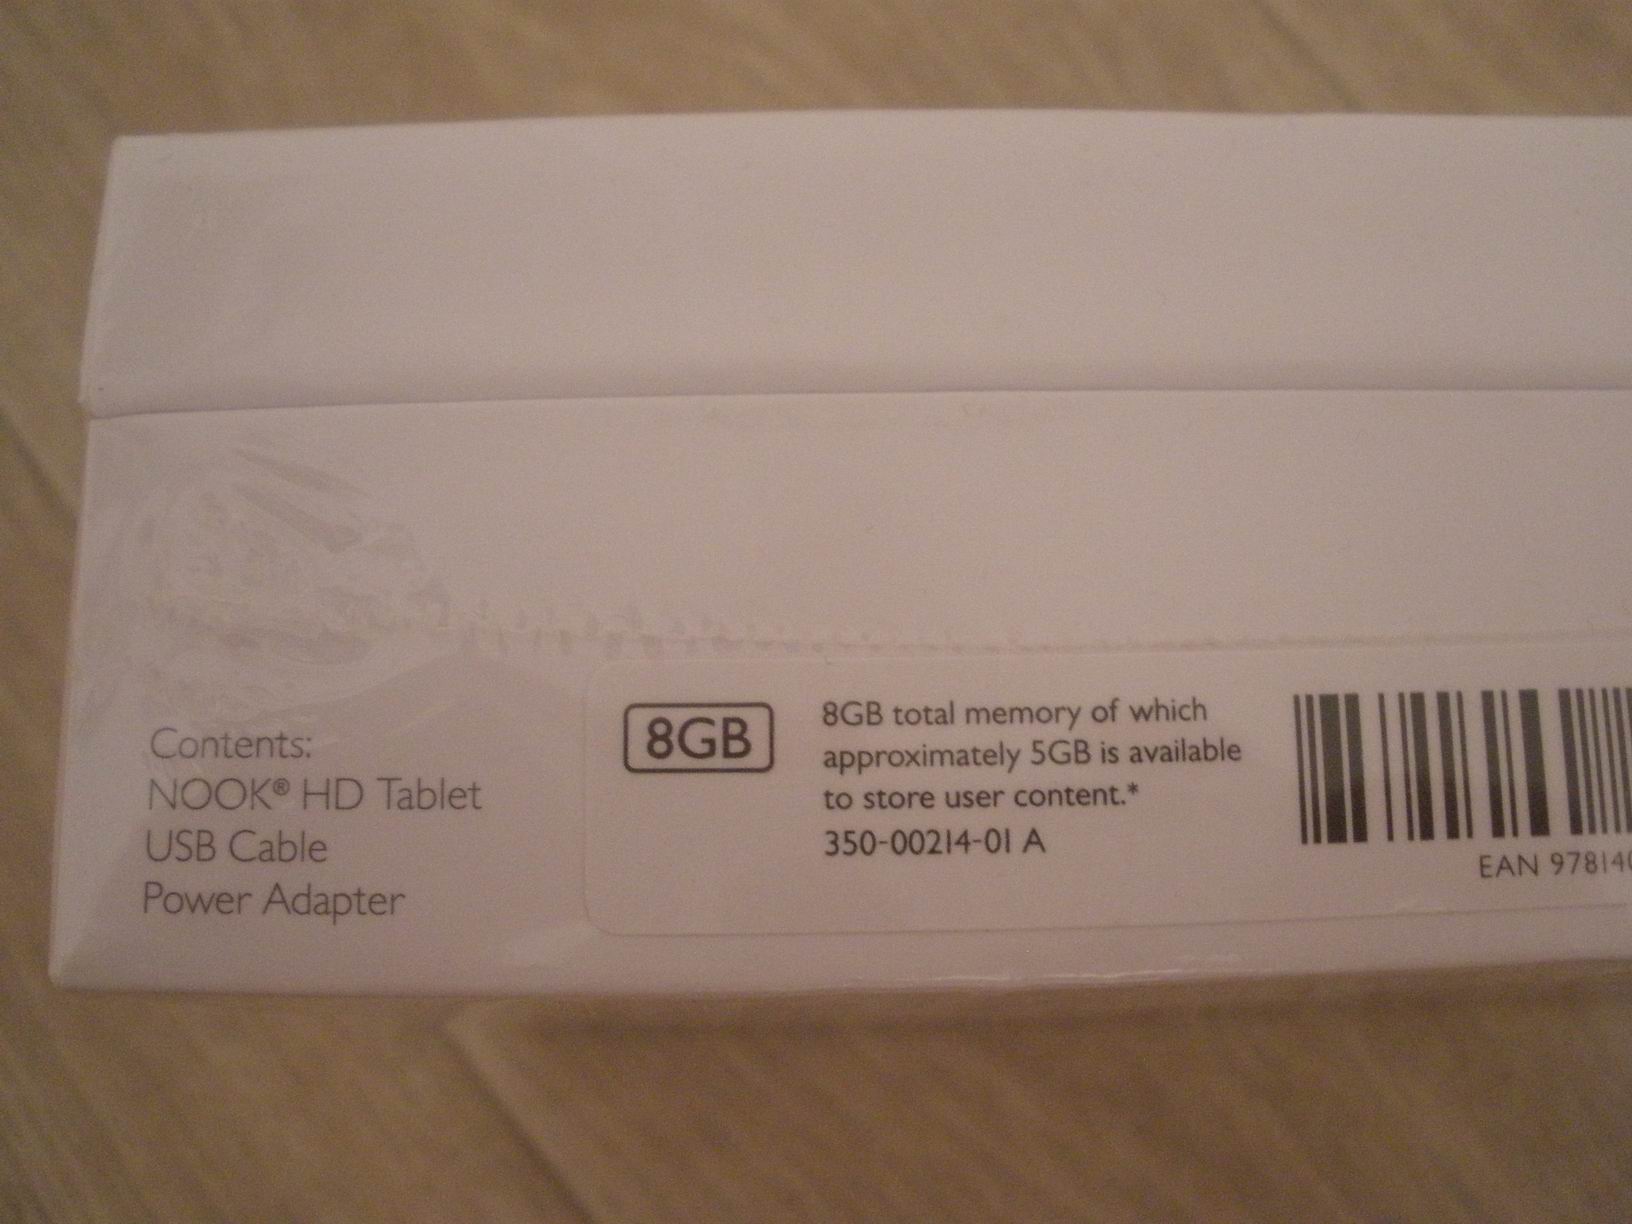 Contents:
NOOK® HD Tablet
USB Cable
Power Adapter
8GB
8GB total memory of which
approximately 5GB is available
to store user content.*
350-00214-01 A
EAN 978140